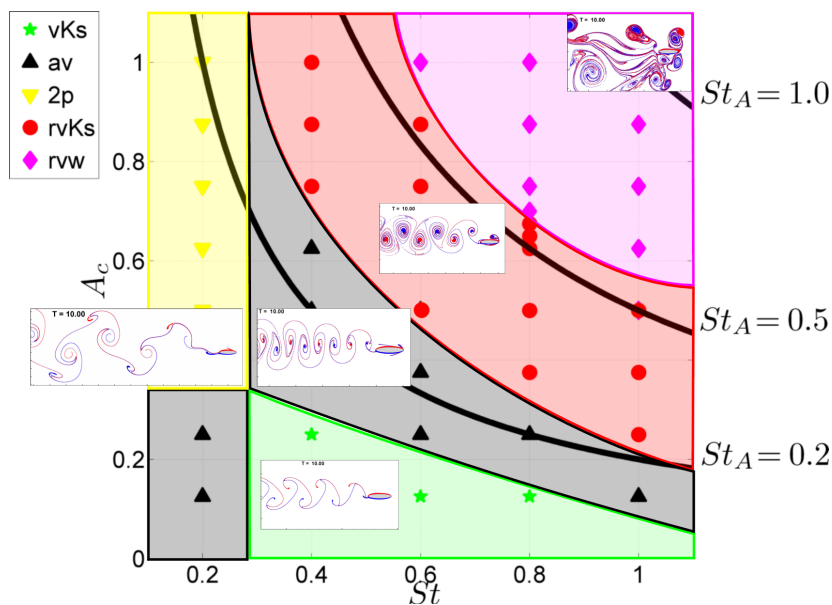 vKs
av
2p
rvKs
rvw
T = 10.00
St_A = 1.0
T = 10.00
T = 10.00
T = 10.00
St_A = 0.5
T = 10.00
St_A = 0.2
A_c
1
0.8
0.6
0.4
0.2
0
0.2 0.4 0.6 0.8 1
St